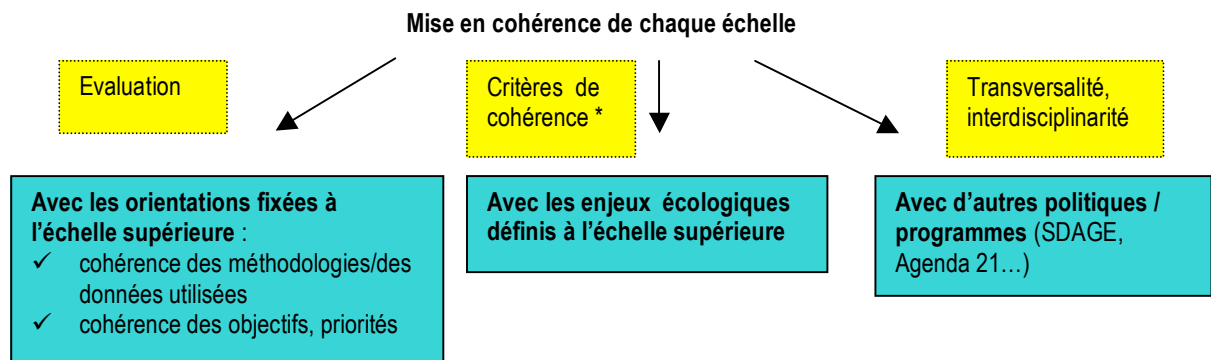 Mise en cohérence de chaque échelle
Evaluation
Critères de
cohérence *
Transversalité,
interdisciplinarité
Avec les orientations fixées à
l'échelle supérieure :
✓ cohérence des méthodologies/des
données utilisées
✓ cohérence des objectifs, priorités
Avec les enjeux écologiques
définis à l'échelle supérieure
Avec d'autres politiques /
programmes (SDAGE,
Agenda 21…)